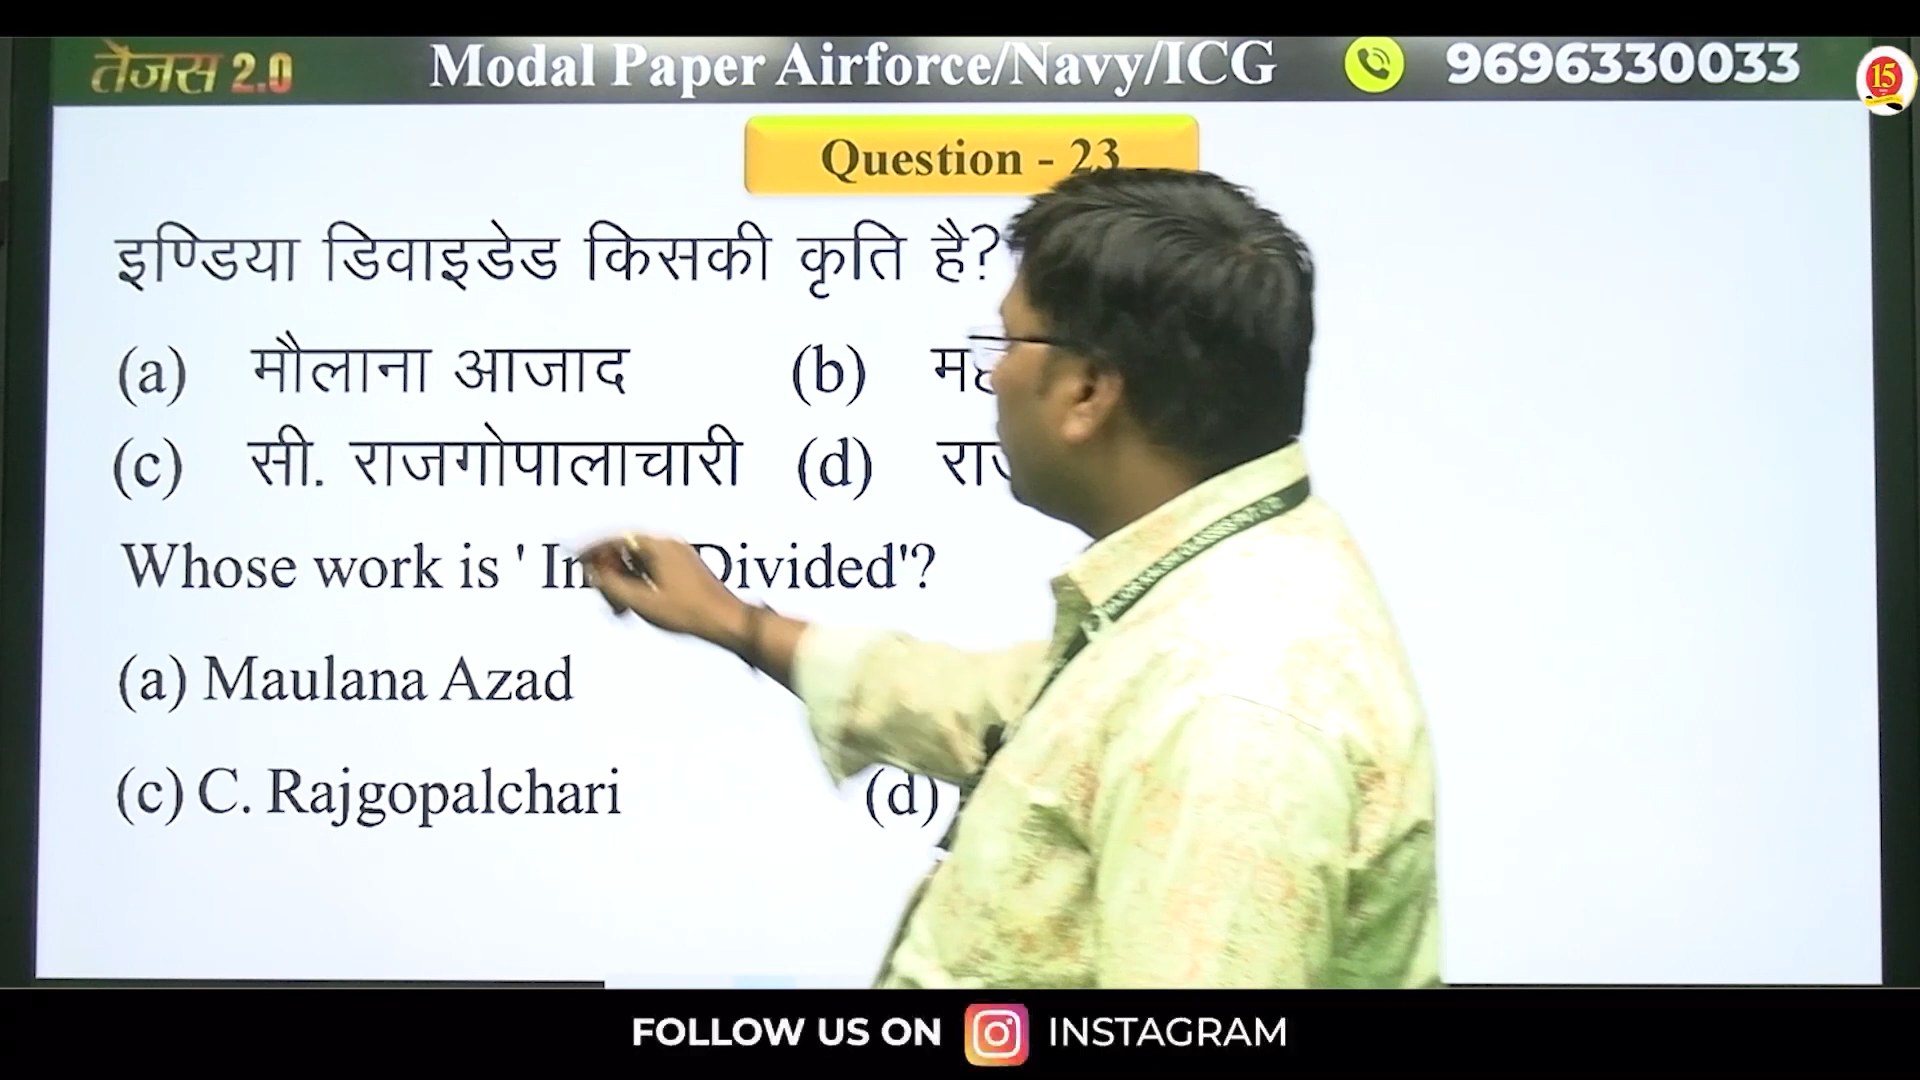 तेजस 2.0
Modal Paper Airforce/Navy/ICG
9696330033
15
Question - 23
इण्डिया डिवाइडेड किसकी कृति है?
(a) मौलाना आजाद (b)
(c) सी. राजगोपालाचारी (d)
Whose work is ' Divided'?
(a) Maulana Azad
(c) C. Rajgopalchari (d)
FOLLOW US ON INSTAGRAM